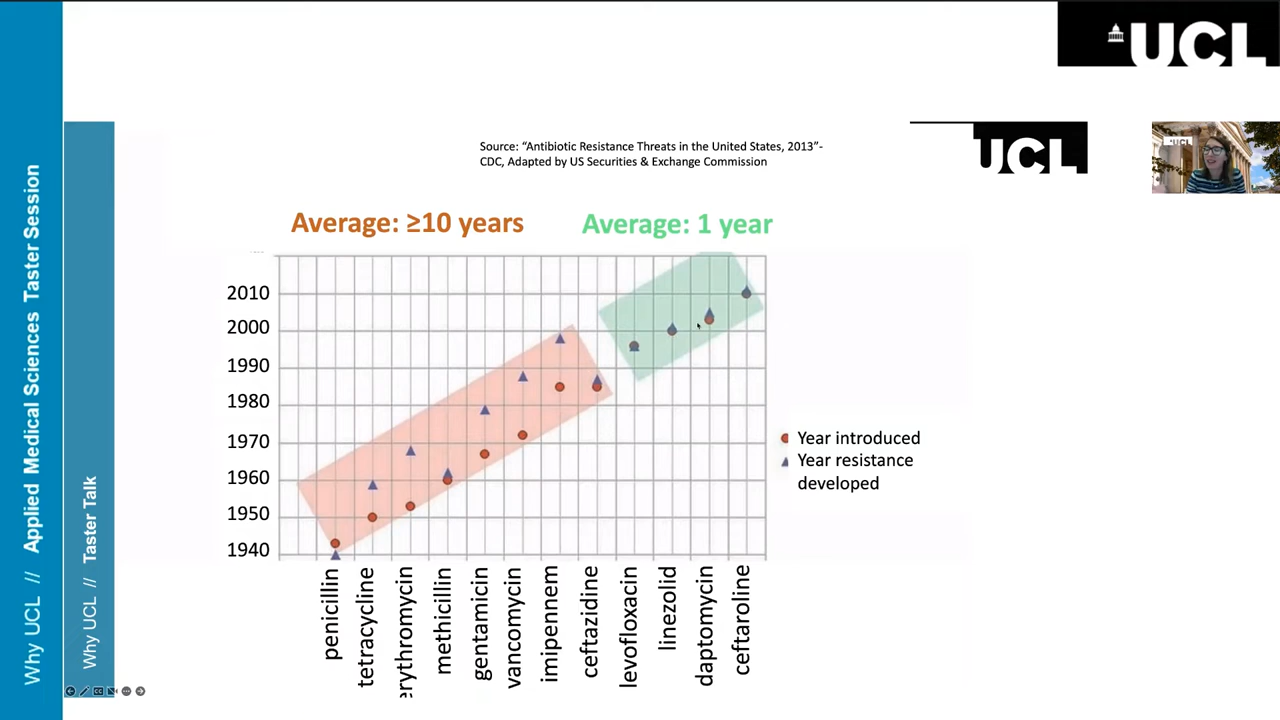 UCL
Why UCL // Applied Medical Sciences Taster Session
Why UCL // Taster Talk
Source: “Antibiotic Resistance Threats in the United States, 2013”-
CDC, Adapted by US Securities & Exchange Commission
UCL
UCL
Average: ≥10 years
Average: 1 year
2010
2000
1990
1980
1970
1960
1950
1940
Year introduced
Year resistance
developed
penicillin
tetracycline
erythromycin
methicillin
gentamicin
vancomycin
imipennem
ceftazidine
levofloxacin
linezolid
daptomycin
ceftaroline